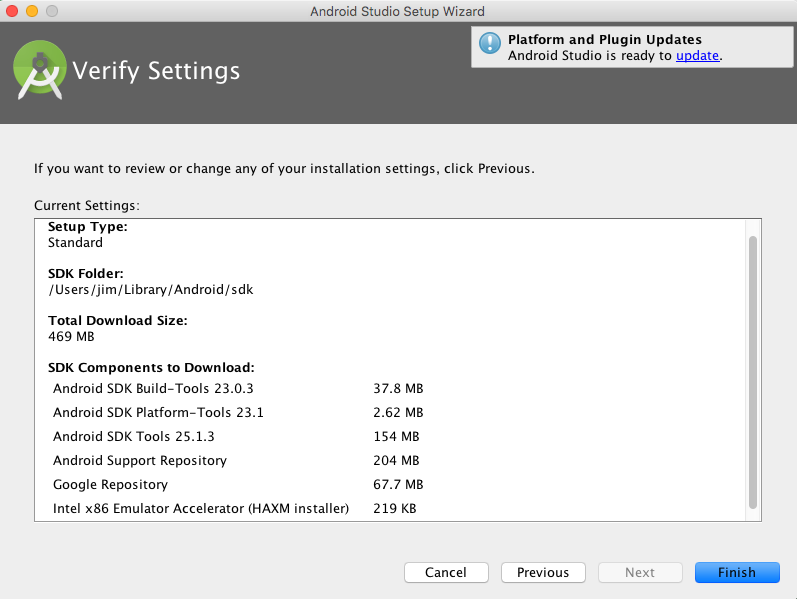 Android Studio Setup Wizard
Platform and Plugin Updates
Android Studio is ready to update.
Verify Settings
If you want to review or change any of your installation settings, click Previous.
Current Settings:
Setup Type:
Standard
SDK Folder:
/Users/jim/Library/Android/sdk
Total Download Size:
469 MB
SDK Components to Download:
Android SDK Build-Tools 23.0.3 37.8 MB
Android SDK Platform-Tools 23.1 2.62 MB
Android SDK Tools 25.1.3 154 MB
Android Support Repository 204 MB
Google Repository 67.7 MB
Intel x86 Emulator Accelerator (HAXM installer) 219 KB
Cancel Previous Next Finish